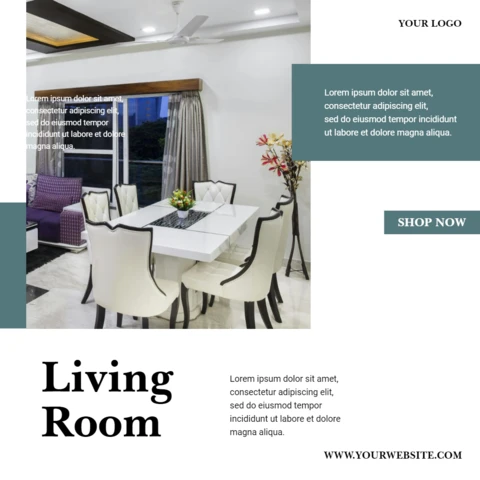 YOUR LOGO
Lorem ipsum dolor sit amet,
consectetur adipiscing elit,
sed do eiusmod tempor
incididunt ut labore et dolore
magna aliqua.
Lorem ipsum dolor sit amet,
consectetur adipiscing elit,
sed do eiusmod tempor quam
ut labore et dolore magna aliqua.
SHOP NOW
Living
Room
Lorem ipsum dolor sit amet,
consectetur adipiscing elit,
sed do eiusmod tempor
incididunt ut labore et dolore
magna aliqua.
WWW.YOURWEBSITE.COM